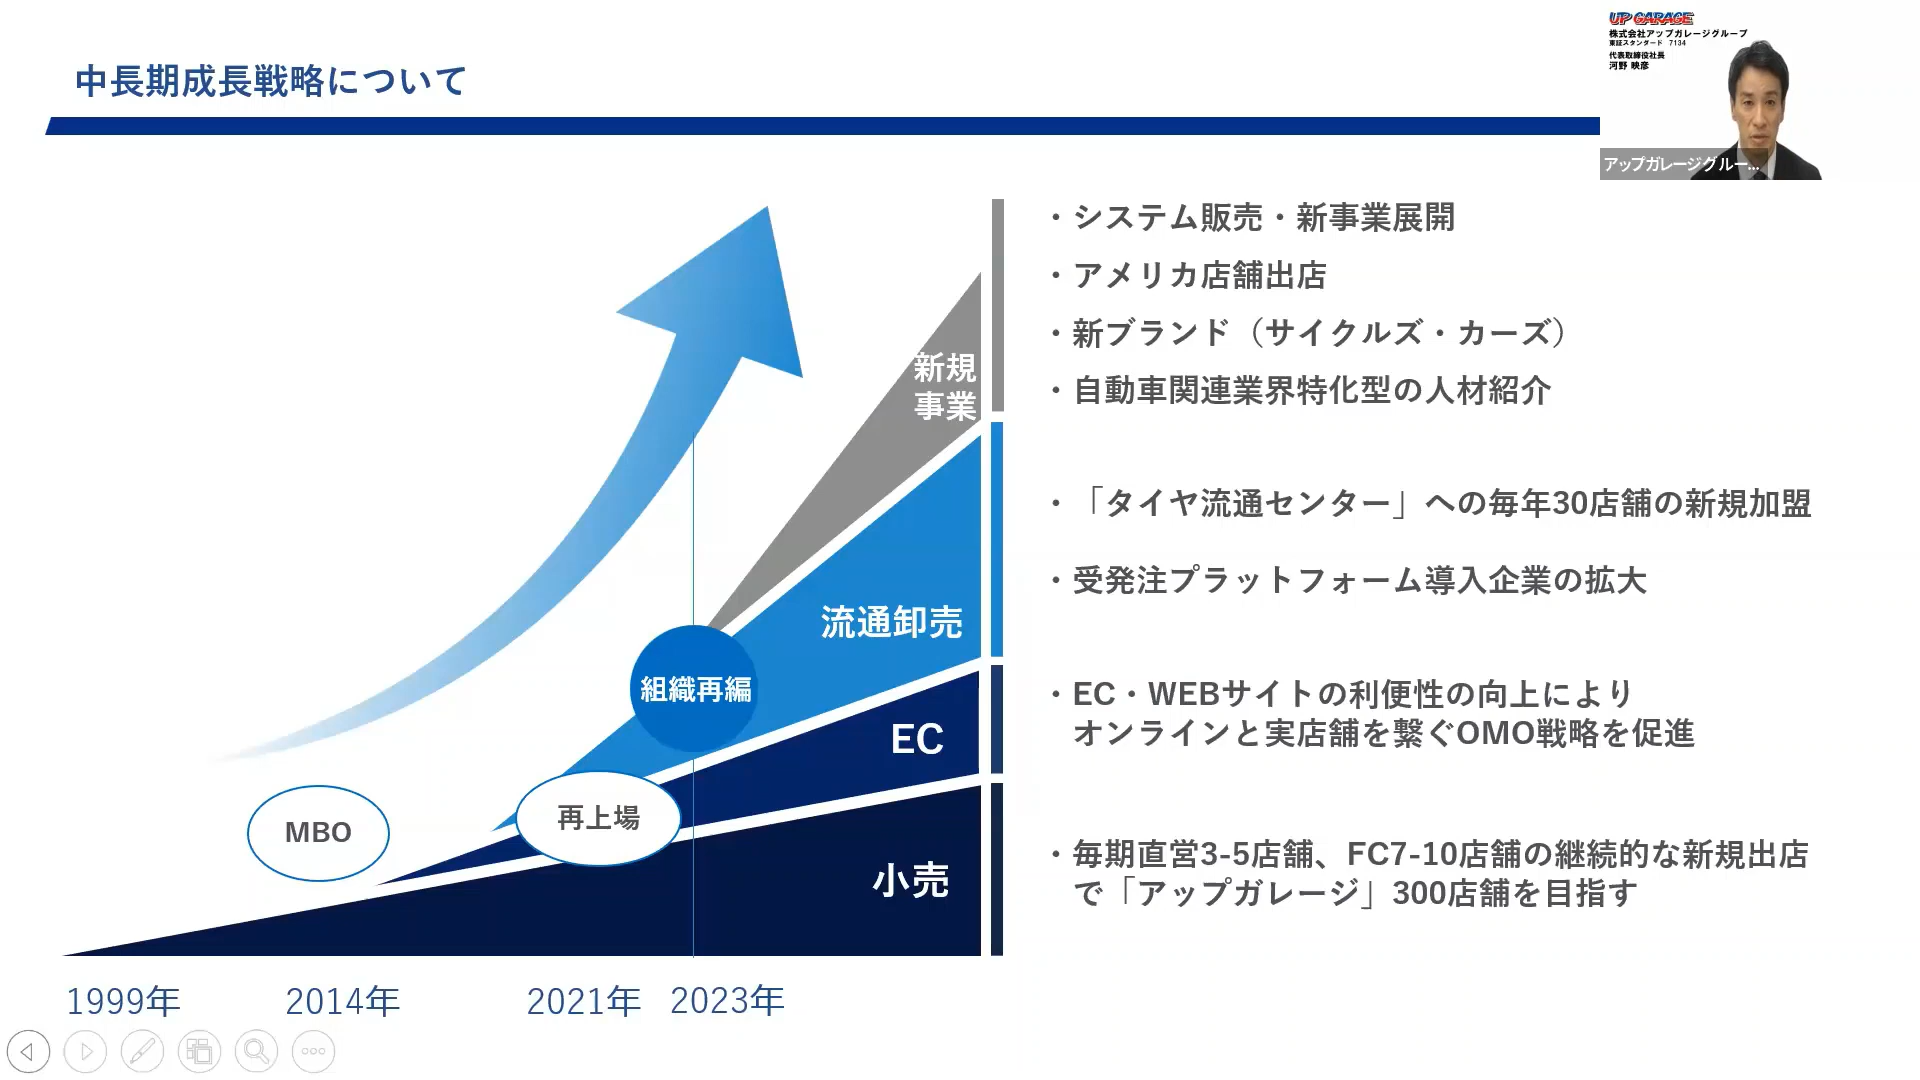 中長期成長戦略について
UP GARAGE
株式会社アップガレージグループ
東証スタンダード 7134
代表取締役社長
河野 映彦
アップガレージグルー...
・システム販売・新事業展開
・アメリカ店舗出店
・新ブランド（サイクルズ・カーズ）
・自動車関連業界特化型の人材紹介
・「タイヤ流通センター」への毎年30店舗の新規加盟
・受発注プラットフォーム導入企業の拡大
・EC・WEBサイトの利便性の向上により
オンラインと実店舗を繋ぐOMO戦略を促進
・毎期直営3-5店舗、FC7-10店舗の継続的な新規出店
で「アップガレージ」300店舗を目指す
新規
事業
流通卸売
組織再編
EC
再上場
MBO
小売
1999年
2014年
2021年
2023年